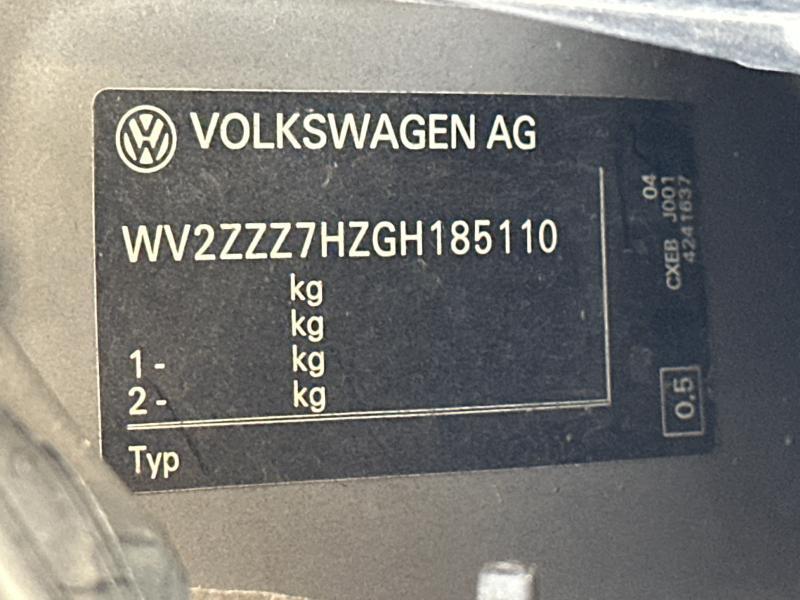 VOLKSWAGEN AG
WV2ZZZ7HZGH185110
kg
kg
1- kg
2- kg
Typ
04
CXEB J001
4241637
0.5